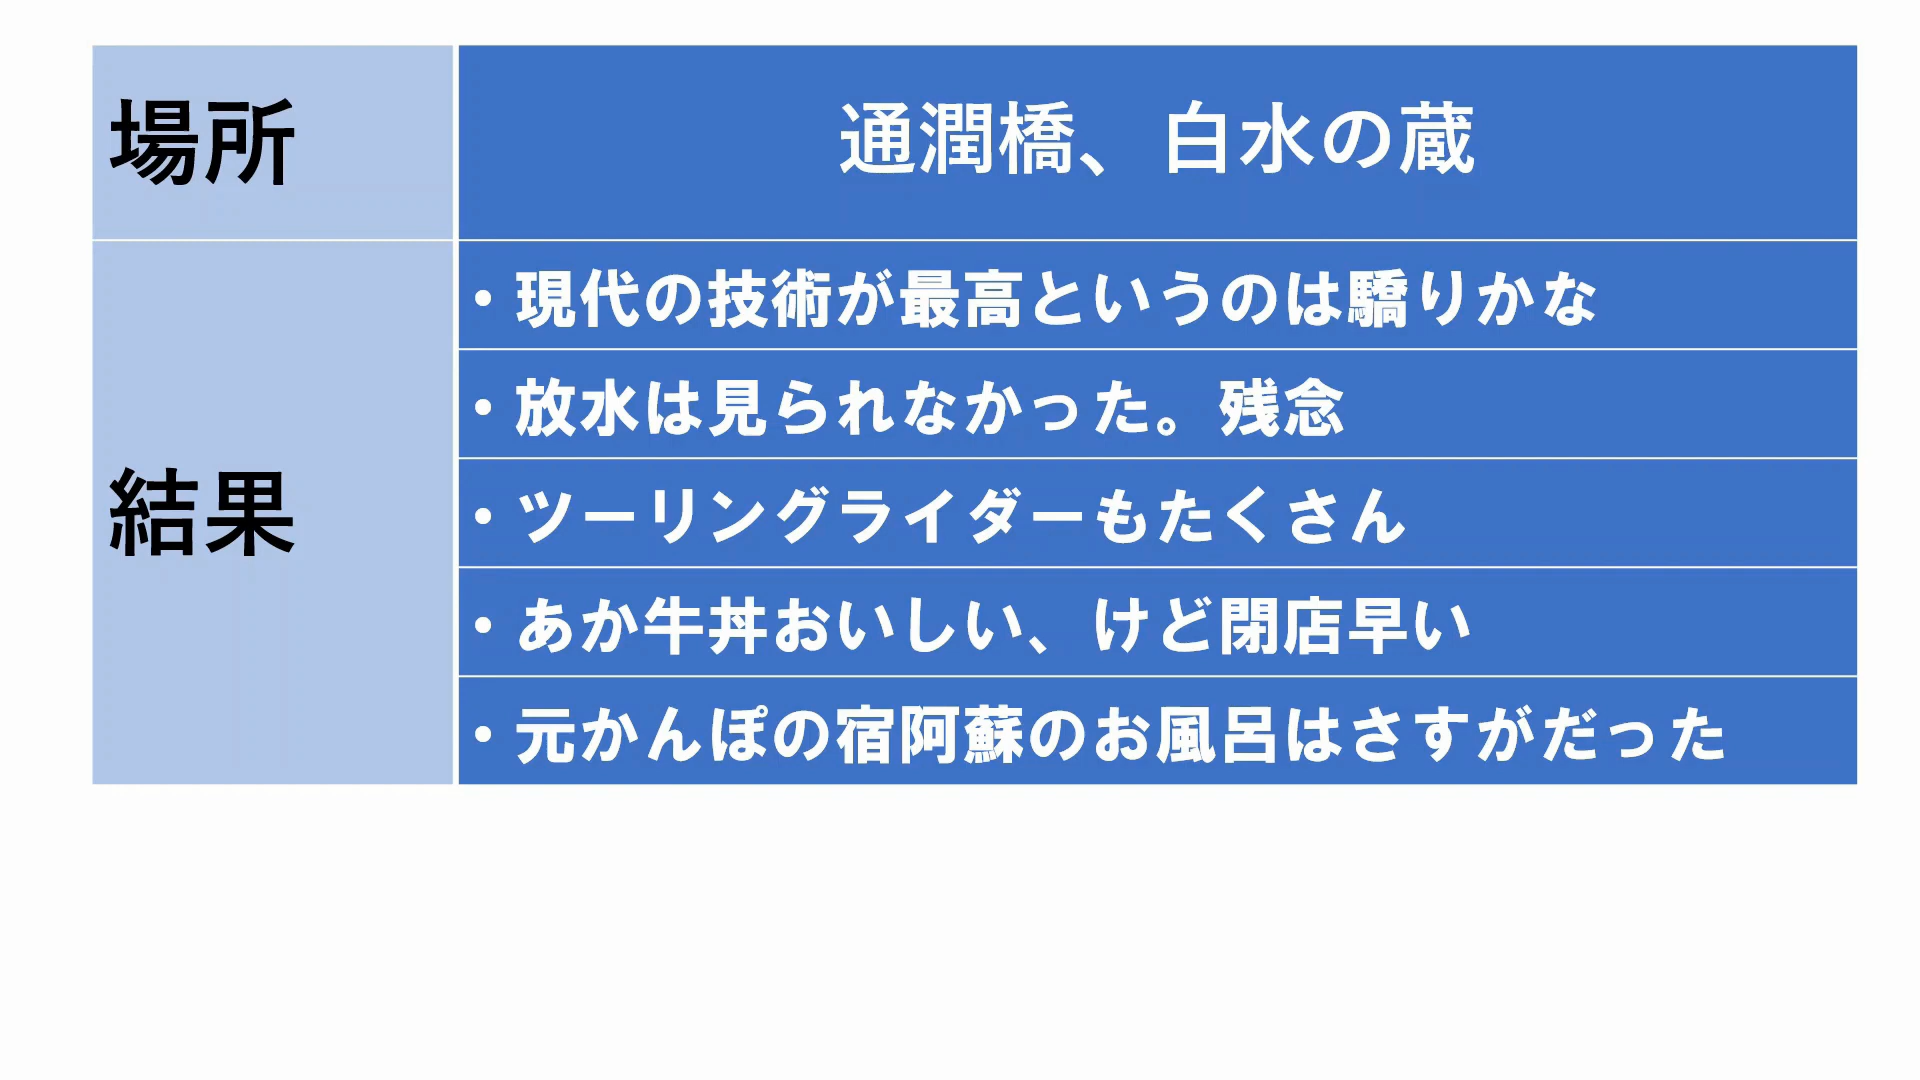 場所
通潤橋、白水の蔵
結果
・現代の技術が最高というのは驕りかな
・放水は見られなかった。残念
・ツーリングライダーもたくさん
・あか牛丼おいしい、けど閉店早い
・元かんぽの宿阿蘇のお風呂はさすがだった